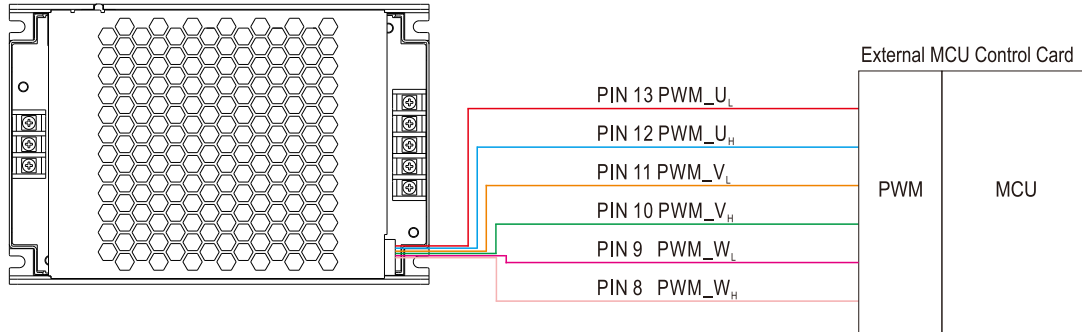 External MCU Control Card
PIN 13 PWM_UL
PIN 12 PWM_UH
PIN 11 PWM_VL
PIN 10 PWM_VH
PIN 9 PWM_WL
PIN 8 PWM_WH
PWM
MCU